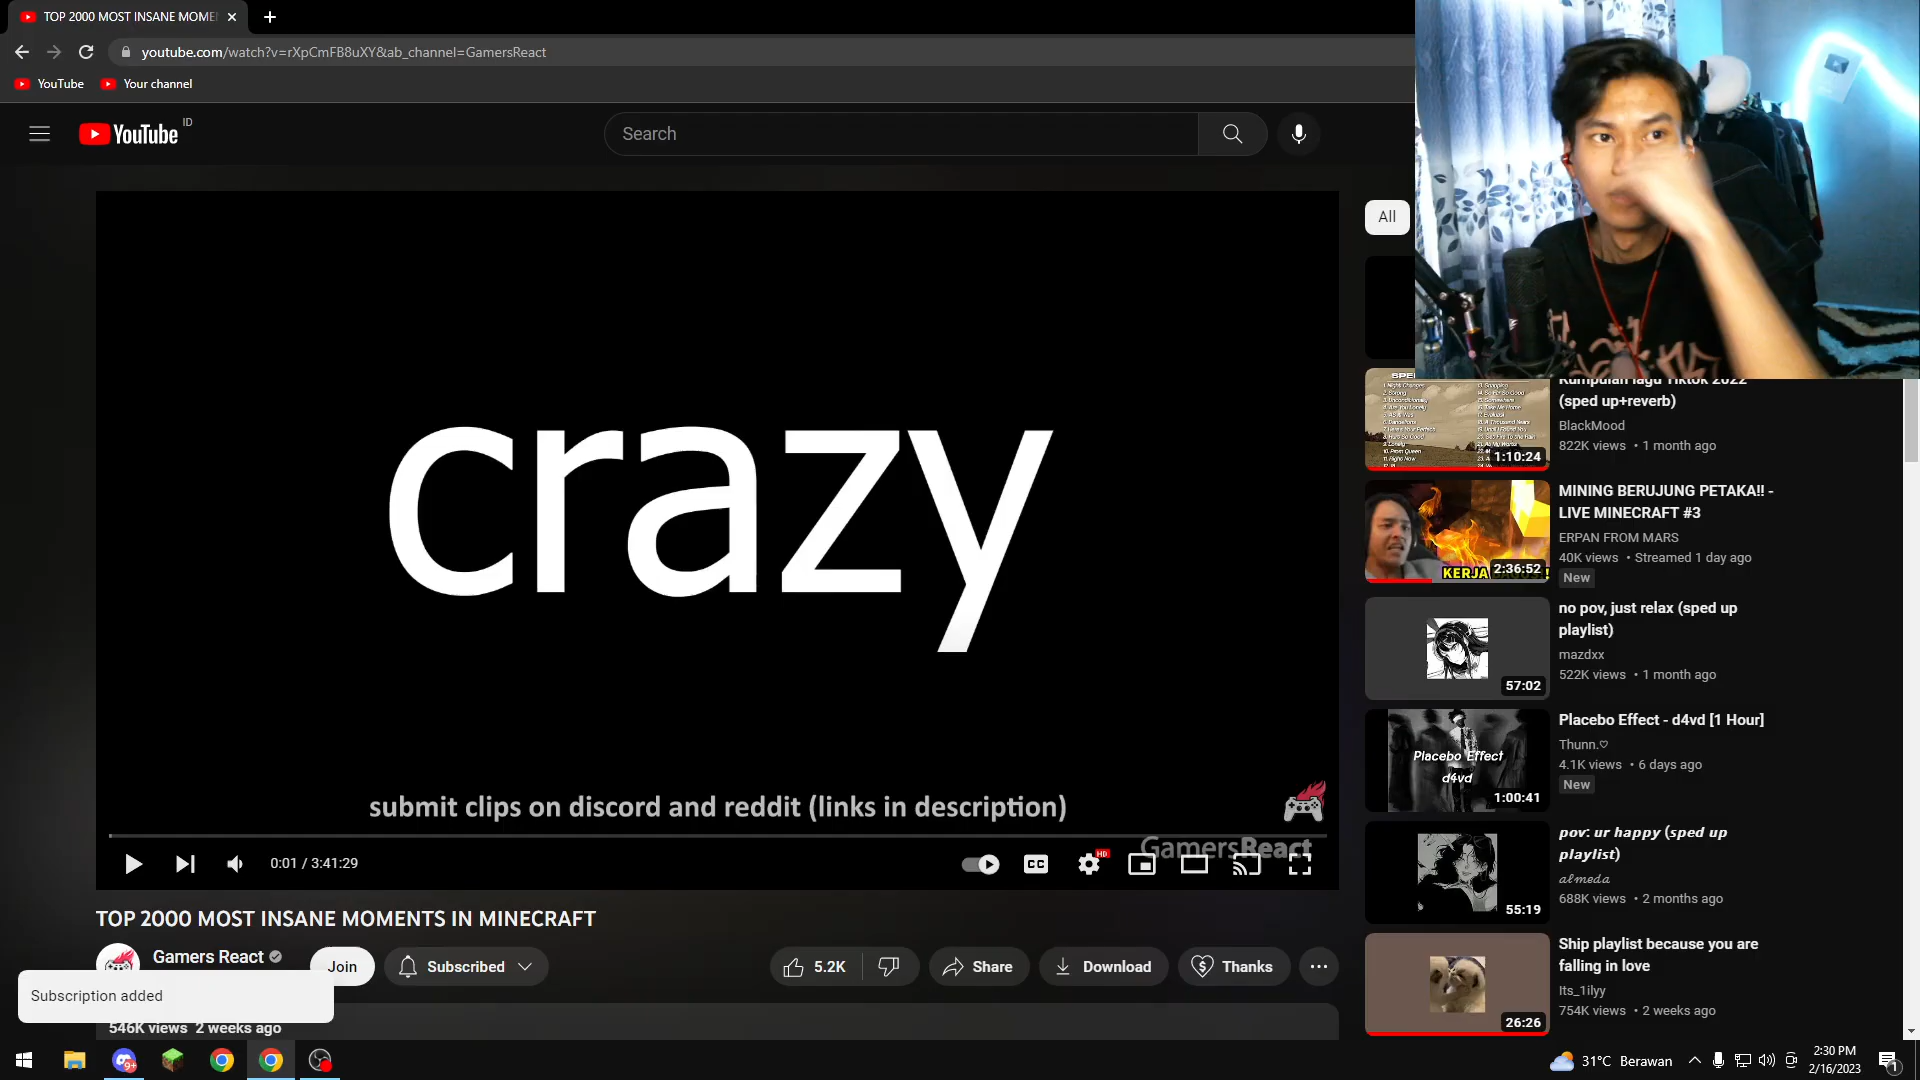 TOP 2000 MOST INSANE MOME
youtube.com/watch?v=rXpCmFB8uXY&ab_channel=GamersReact
YouTube
Your channel
YouTube ID
Search
All
crazy
submit clips on discord and reddit (links in description)
GamersReact
0:01 / 3:41:29
CC
HD
TOP 2000 MOST INSANE MOMENTS IN MINECRAFT
Gamers React
Join
Subscribed
5.2K
Share
Download
Thanks
Subscription added
546K views 2 weeks ago
1:10:24
Kumpulan lagu Tiktok 2022
(sped up+reverb)
BlackMood
822K views • 1 month ago
KERJA
2:36:52
MINING BERUJUNG PETAKA!! -
LIVE MINECRAFT #3
ERPAN FROM MARS
40K views • Streamed 1 day ago
New
57:02
no pov, just relax (sped up
playlist)
mazdxx
522K views • 1 month ago
Placebo Effect
d4vd
1:00:41
Placebo Effect - d4vd [1 Hour]
Thunn.♡
4.1K views • 6 days ago
New
55:19
pov: ur happy (sped up
playlist)
almeda
688K views • 2 months ago
26:26
Ship playlist because you are
falling in love
Its_1ilyy
754K views • 2 weeks ago
9+
31°C Berawan
2:30 PM
2/16/2023
1